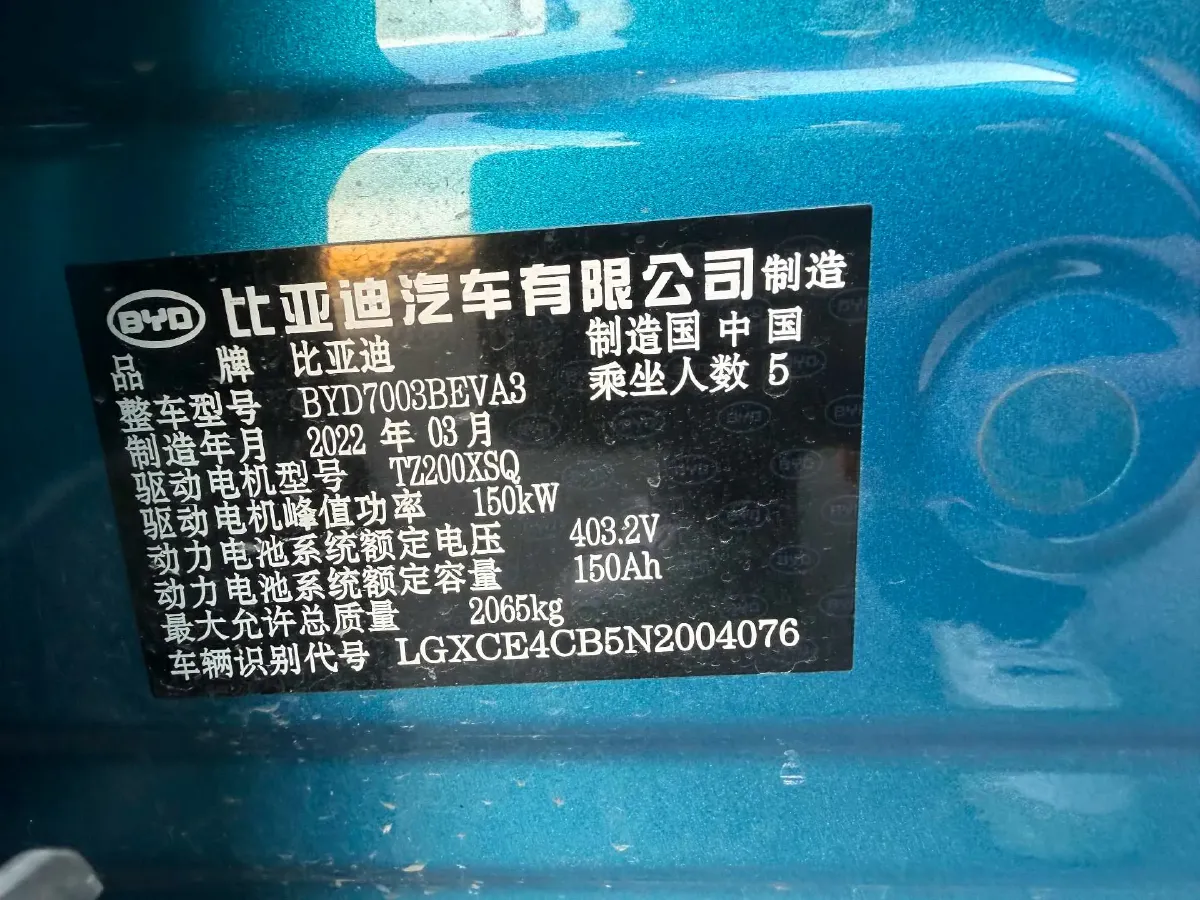 BYD 比亚迪汽车有限公司制造
品 牌 比亚迪 制造国 中国
整车型号 BYD7003BEVA3 乘坐人数 5
制造年月 2022 年 03 月
驱动电机型号 TZ200XSQ
驱动电机峰值功率 150kW
动力电池系统额定电压 403.2V
动力电池系统额定容量 150Ah
最大允许总质量 2065kg
车辆识别代号 LGXCE4CB5N2004076